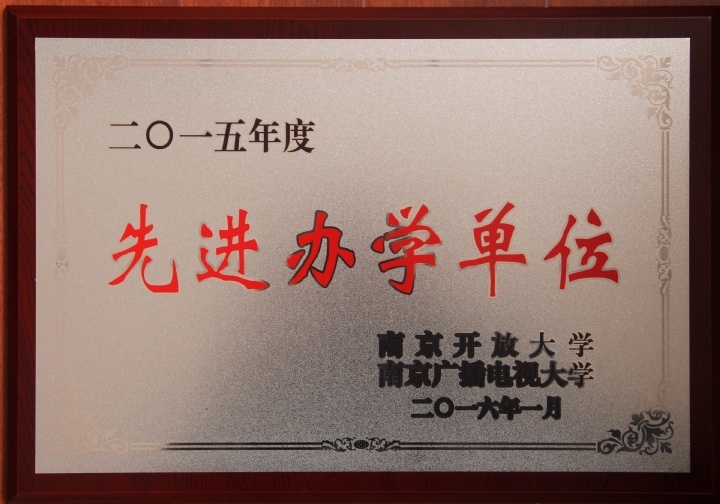 二〇一五年度
先进办学单位
南京开放大学
南京广播电视大学
二〇一六年一月